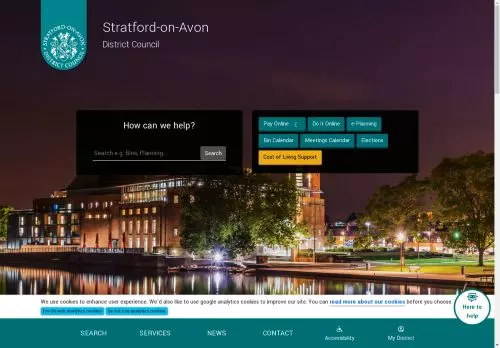 STRATFORD-ON-AVON
DISTRICT COUNCIL
Stratford-on-Avon
District Council
How can we help?
Search e.g. Bins, Planning...
Search
Pay Online £
Do it Online
e-Planning
Bin Calendar
Meetings Calendar
Elections
Cost of Living Support
We use cookies to enhance user experience. We'd also like to use google analytics cookies to improve our site. You can read more about our cookies before you choose.
I'm OK with analytics cookies
Do not use analytics cookies
Here to
help
SEARCH
SERVICES
NEWS
CONTACT
Accessibility
My District